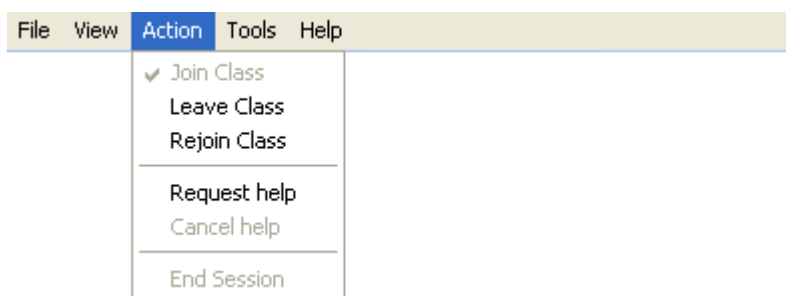 File View Action Tools Help
Join Class
Leave Class
Rejoin Class
Request help
Cancel help
End Session